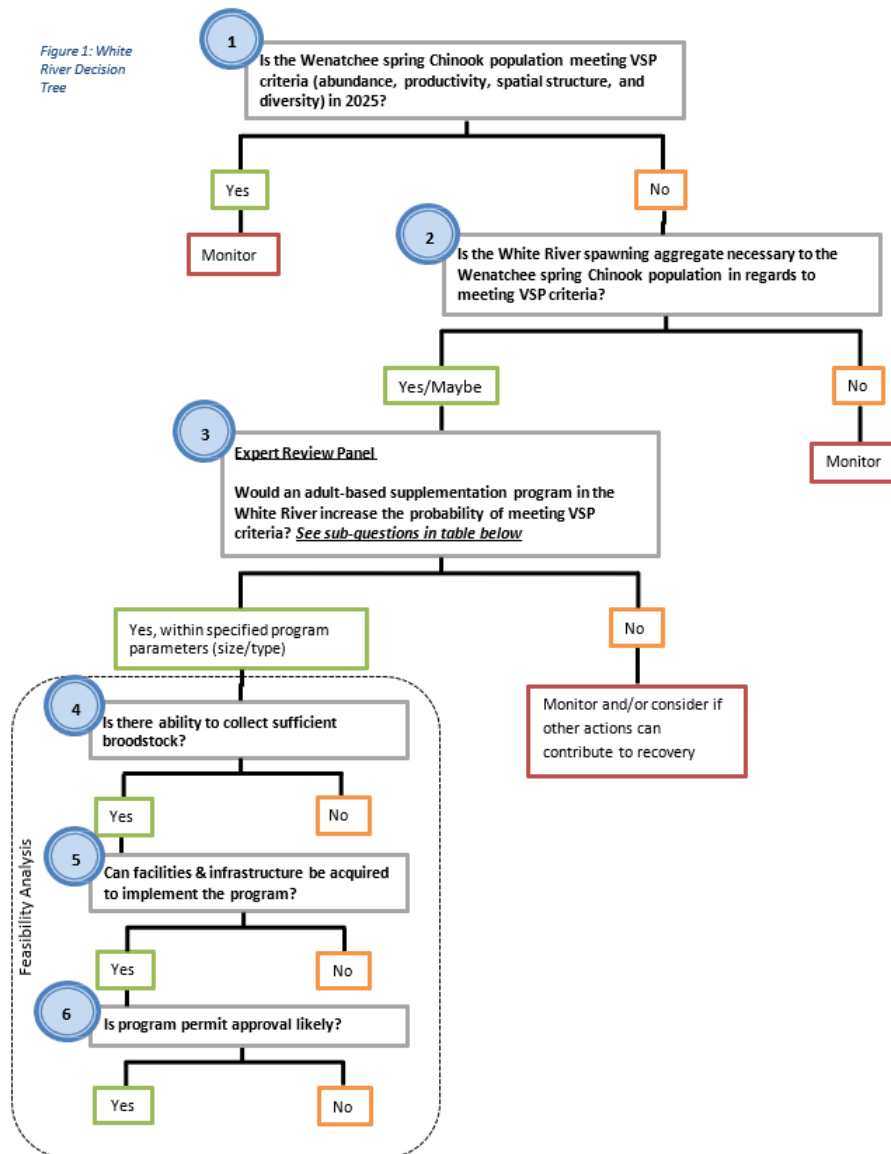 Figure 1: White
River Decision
Tree
1
Is the Wenatchee spring Chinook population meeting VSP
criteria (abundance, productivity, spatial structure, and
diversity) in 2025?
Yes
No
Monitor
2
Is the White River spawning aggregate necessary to the
Wenatchee spring Chinook population in regards to
meeting VSP criteria?
Yes/Maybe
No
Monitor
3
Expert Review Panel
Would an adult-based supplementation program in the
White River increase the probability of meeting VSP
criteria? See sub-questions in table below
Yes, within specified program
parameters (size/type)
No
Monitor and/or consider if
other actions can
contribute to recovery
Feasibility Analysis
4
Is there ability to collect sufficient
broodstock?
Yes
No
5
Can facilities & infrastructure be acquired
to implement the program?
Yes
No
6
Is program permit approval likely?
Yes
No